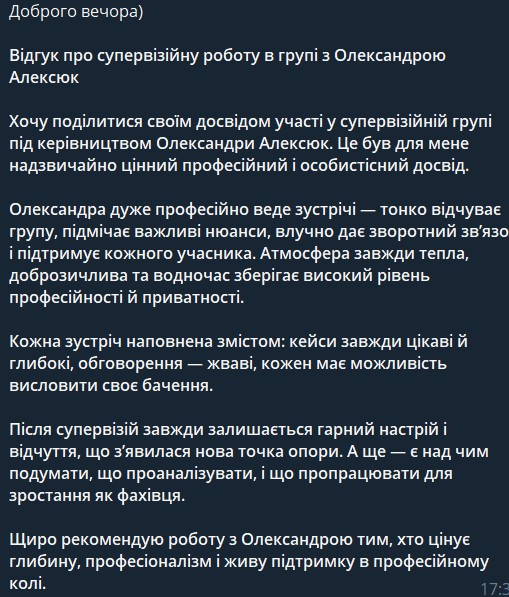 Доброго вечора)
Відгук про супервізійну роботу в групі з Олександрою
Алексюк
Хочу поділитися своїм досвідом участі у супервізійній групі
під керівництвом Олександри Алексюк. Це був для мене
надзвичайно цінний професійний і особистісний досвід.
Олександра дуже професійно веде зустрічі — тонко відчуває
групу, підмічає важливі нюанси, влучно дає зворотний зв’язо
і підтримує кожного учасника. Атмосфера завжди тепла,
доброзичлива та водночас зберігає високий рівень
професійності й приватності.
Кожна зустріч наповнена змістом: кейси завжди цікаві й
глибокі, обговорення — жваві, кожен має можливість
висловити своє бачення.
Після супервізій завжди залишається гарний настрій і
відчуття, що з’явилася нова точка опори. А ще — є над чим
подумати, що проаналізувати, і що пропрацювати для
зростання як фахівця.
Щиро рекомендую роботу з Олександрою тим, хто цінує
глибину, професіоналізм і живу підтримку в професійному
колі.
17:3